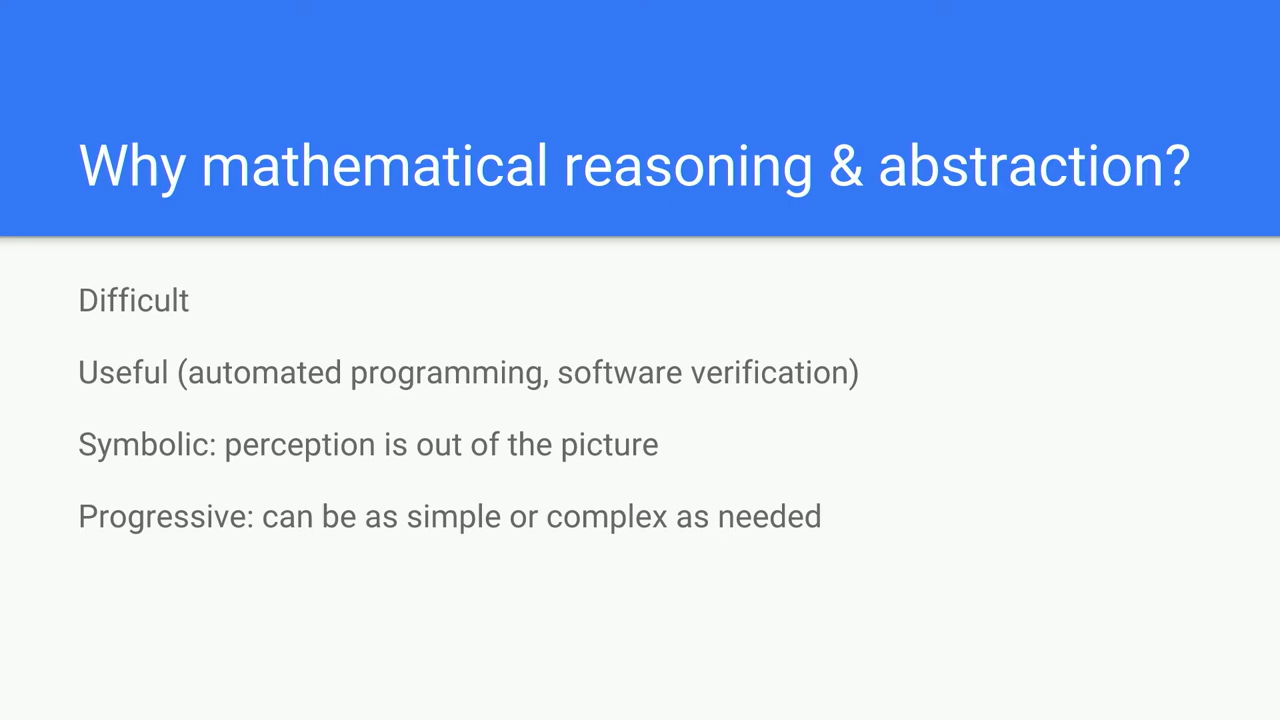 Why mathematical reasoning & abstraction?
Difficult
Useful (automated programming, software verification)
Symbolic: perception is out of the picture
Progressive: can be as simple or complex as needed